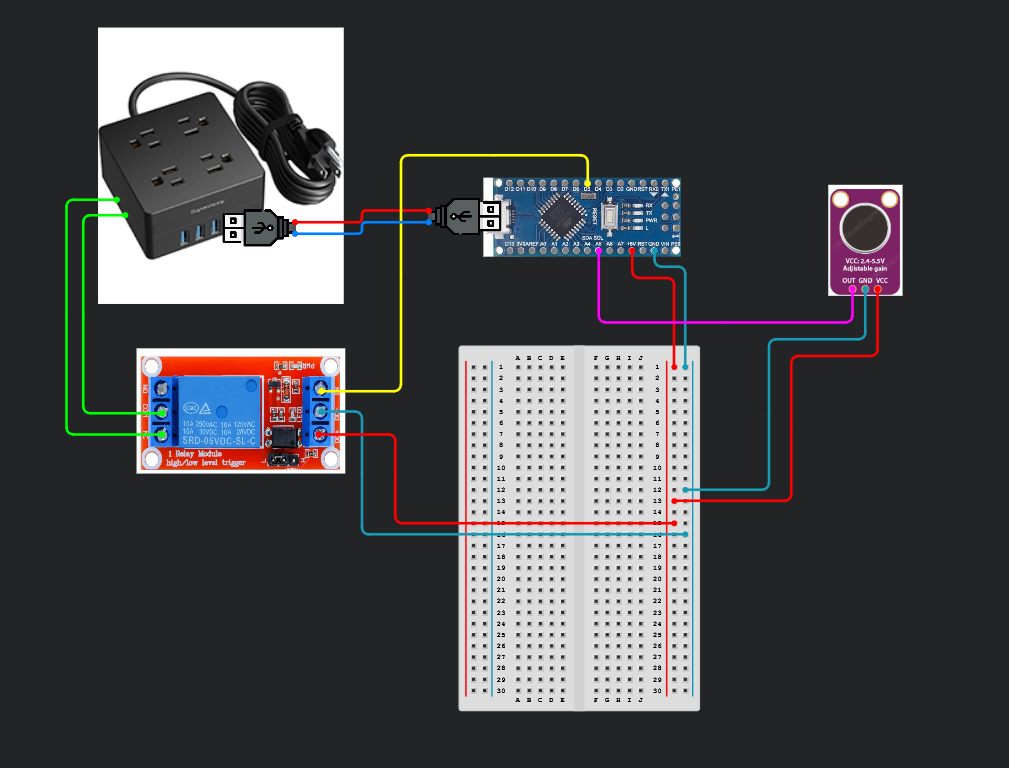 D12 D11 D10 D9 D8 D7 D6 D5 D4 D3 D2 GND RST RX0 TX1
RESET
RX
TX
PWR
L
SDA SCL
D13 3V3 AREF A0 A1 A2 A3 A4 A5 A6 A7 +5V RST GND VIN
VCC: 2.4-5.5V
Adjistable gain
OUT GND VCC
PWR
10A 250VAC 10A 125VAC
10A 30VDC 10A 28VDC
SRD-05VDC-SL-C
1 Relay Module
high/low level trigger
A B C D E F G H I J
1 1
2 2
3 3
4 4
5 5
6 6
7 7
8 8
9 9
10 10
11 11
12 12
13 13
14 14
15 15
16 16
17 17
18 18
19 19
20 20
21 21
22 22
23 23
24 24
25 25
26 26
27 27
28 28
29 29
30 30
A B C D E F G H I J